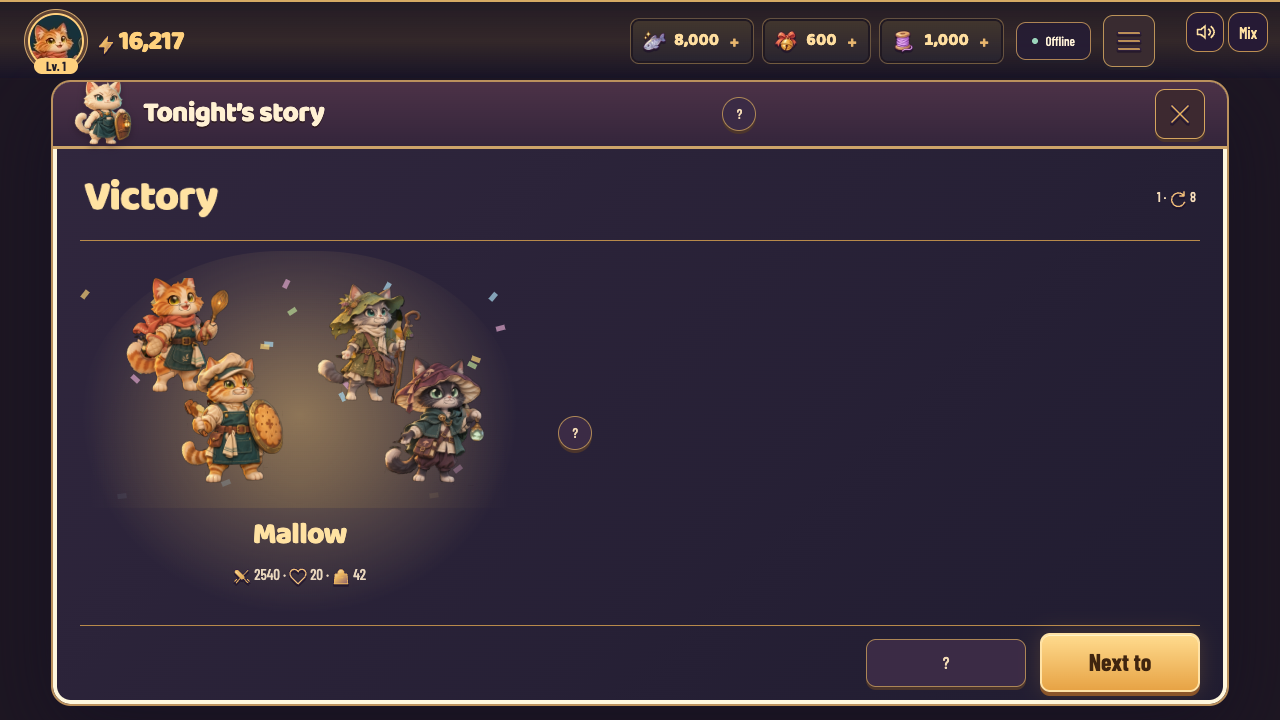 16,217
Lv. 1
8,000 +
600 +
1,000 +
Offline
Mix
Tonight's story
?
Victory
1 · 8
?
Mallow
2540 · 20 · 42
?
Next to